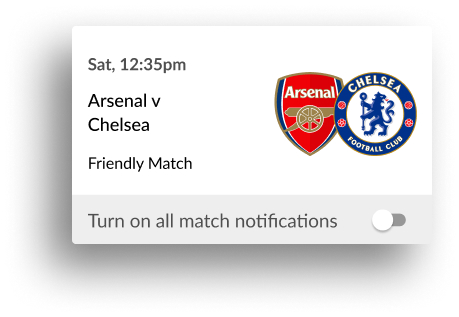 Sat, 12:35pm
Arsenal v
Chelsea
Friendly Match
Arsenal
CHELSEA
FOOTBALL CLUB
Turn on all match notifications